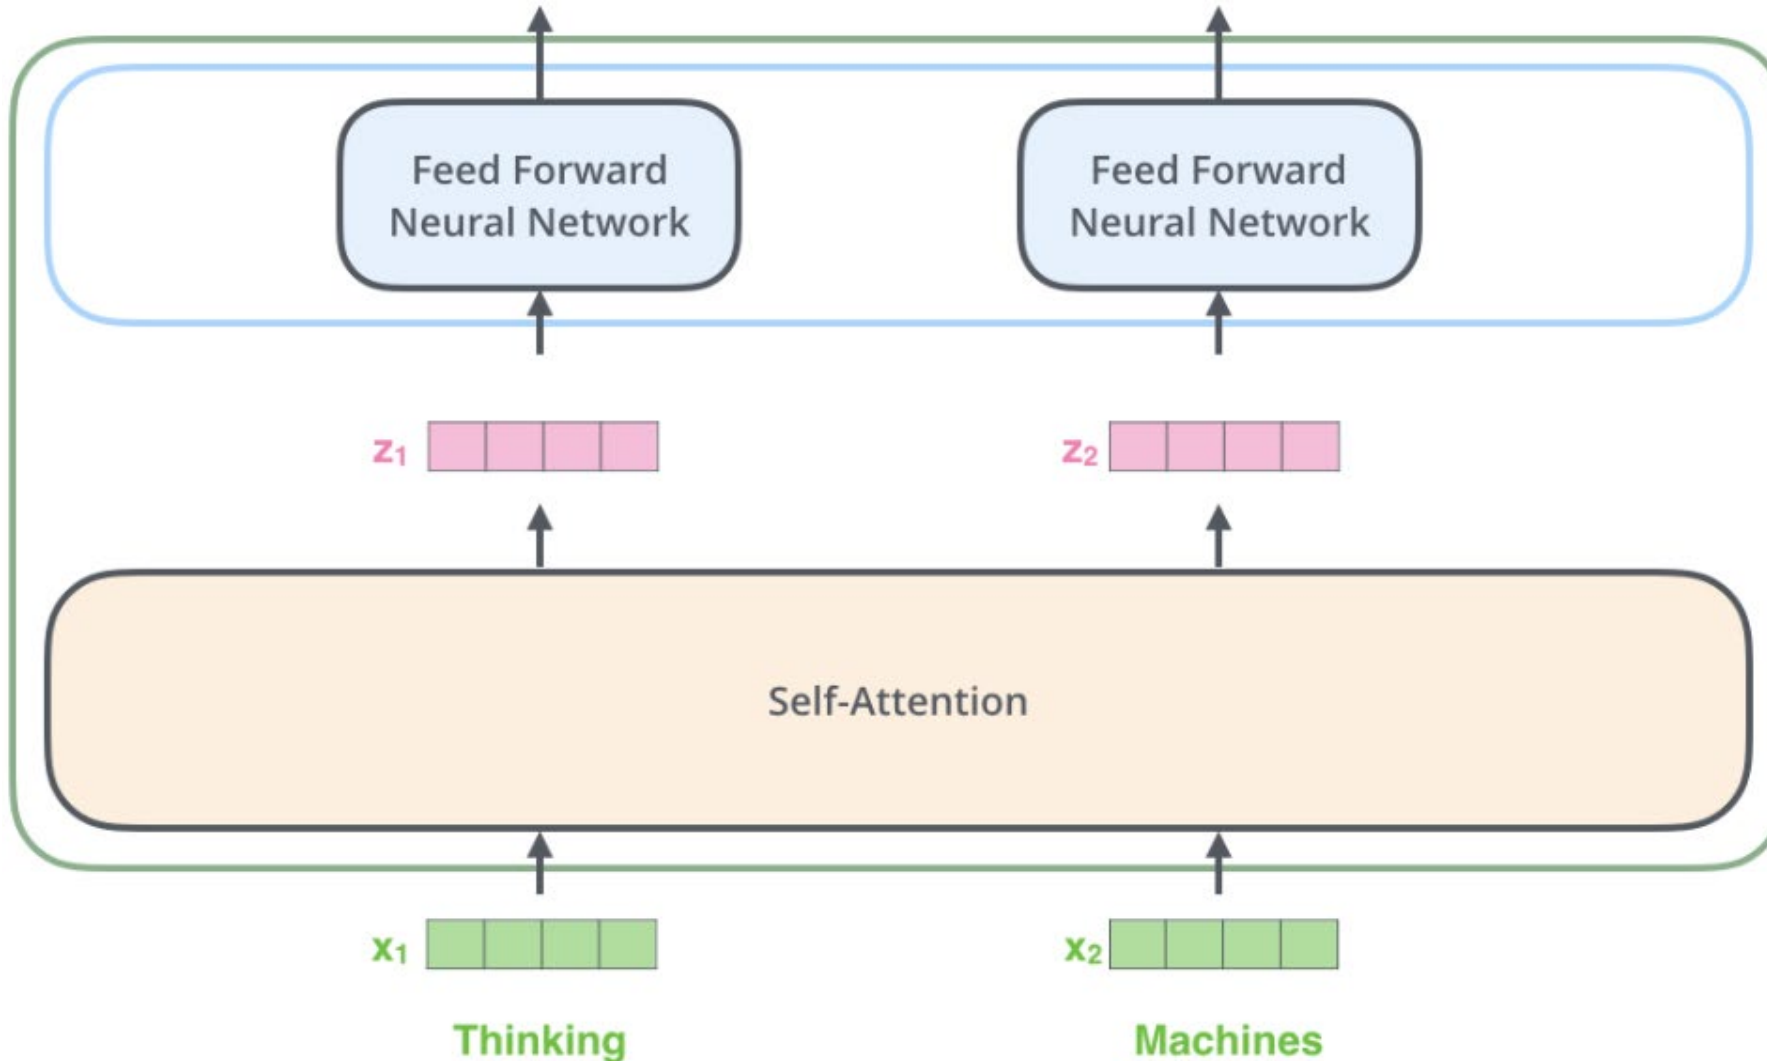 Feed Forward
Neural Network
Feed Forward
Neural Network
z₁
z₂
Self-Attention
x₁
x₂
Thinking
Machines